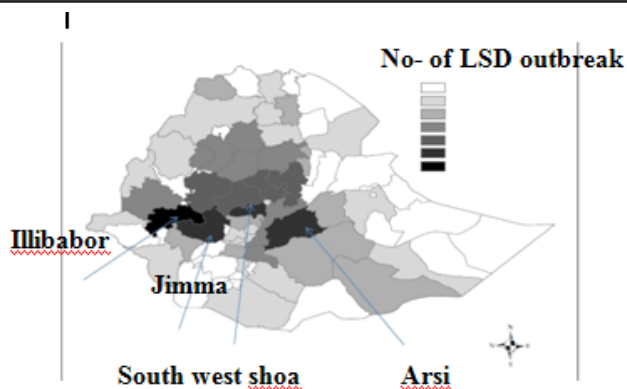 No- of LSD outbreak
Illibabor
Jimma
South west shoa
Arsi